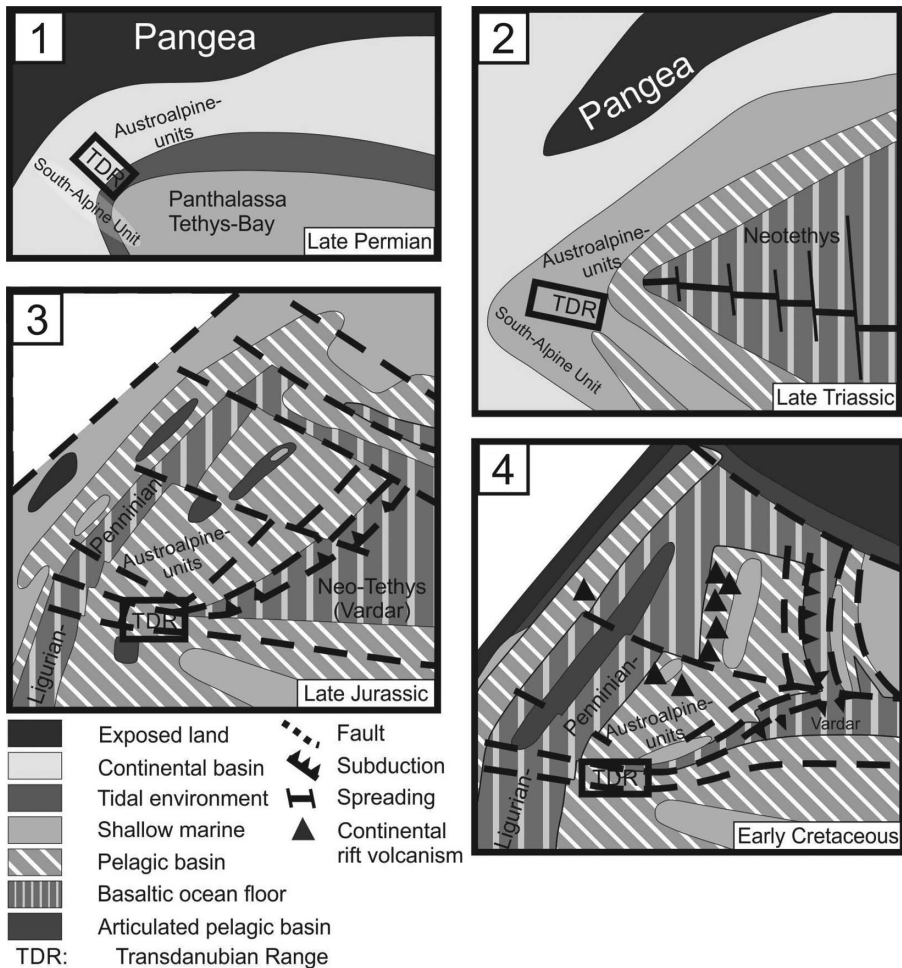 1
Pangea
Austroalpine-
units
TDR
South-Alpine Unit
Panthalassa
Tethys-Bay
Late Permian
2
Pangea
Neotethys
Austroalpine-
units
TDR
South-Alpine Unit
Late Triassic
3
Penninian
Austroalpine-
units
Neo-Tethys
(Vardar)
TDR
Ligurian-
Late Jurassic
4
Penninian-
Austroalpine-
units
Vardar
TDR
Ligurian-
Early Cretaceous
Exposed land
Continental basin
Tidal environment
Shallow marine
Pelagic basin
Basaltic ocean floor
Articulated pelagic basin
TDR: Transdanubian Range
Fault
Subduction
Spreading
Continental
rift volcanism